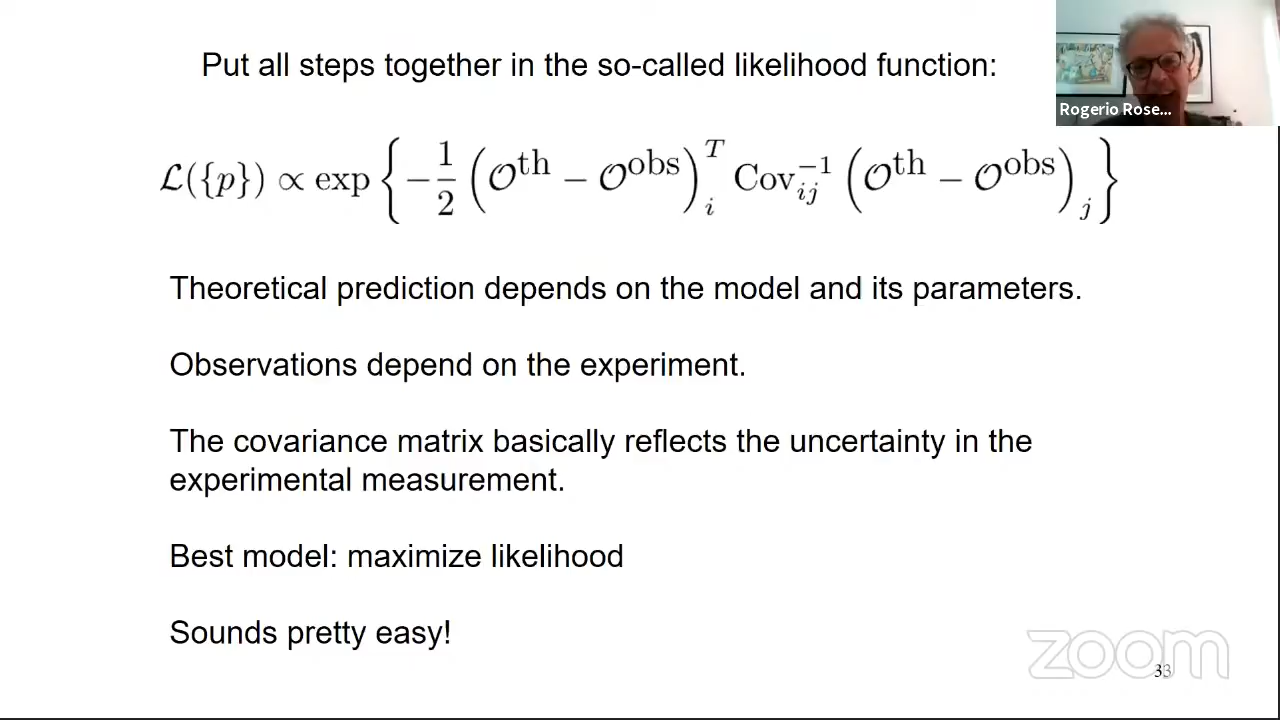 Put all steps together in the so-called likelihood function:
Rogerio Rose...
ℒ({p}) ∝ exp { −1/2 (𝒪^th − 𝒪^obs)_i^T Cov_ij^−1 (𝒪^th − 𝒪^obs)_j }
Theoretical prediction depends on the model and its parameters.
Observations depend on the experiment.
The covariance matrix basically reflects the uncertainty in the
experimental measurement.
Best model: maximize likelihood
Sounds pretty easy!
zoom
33